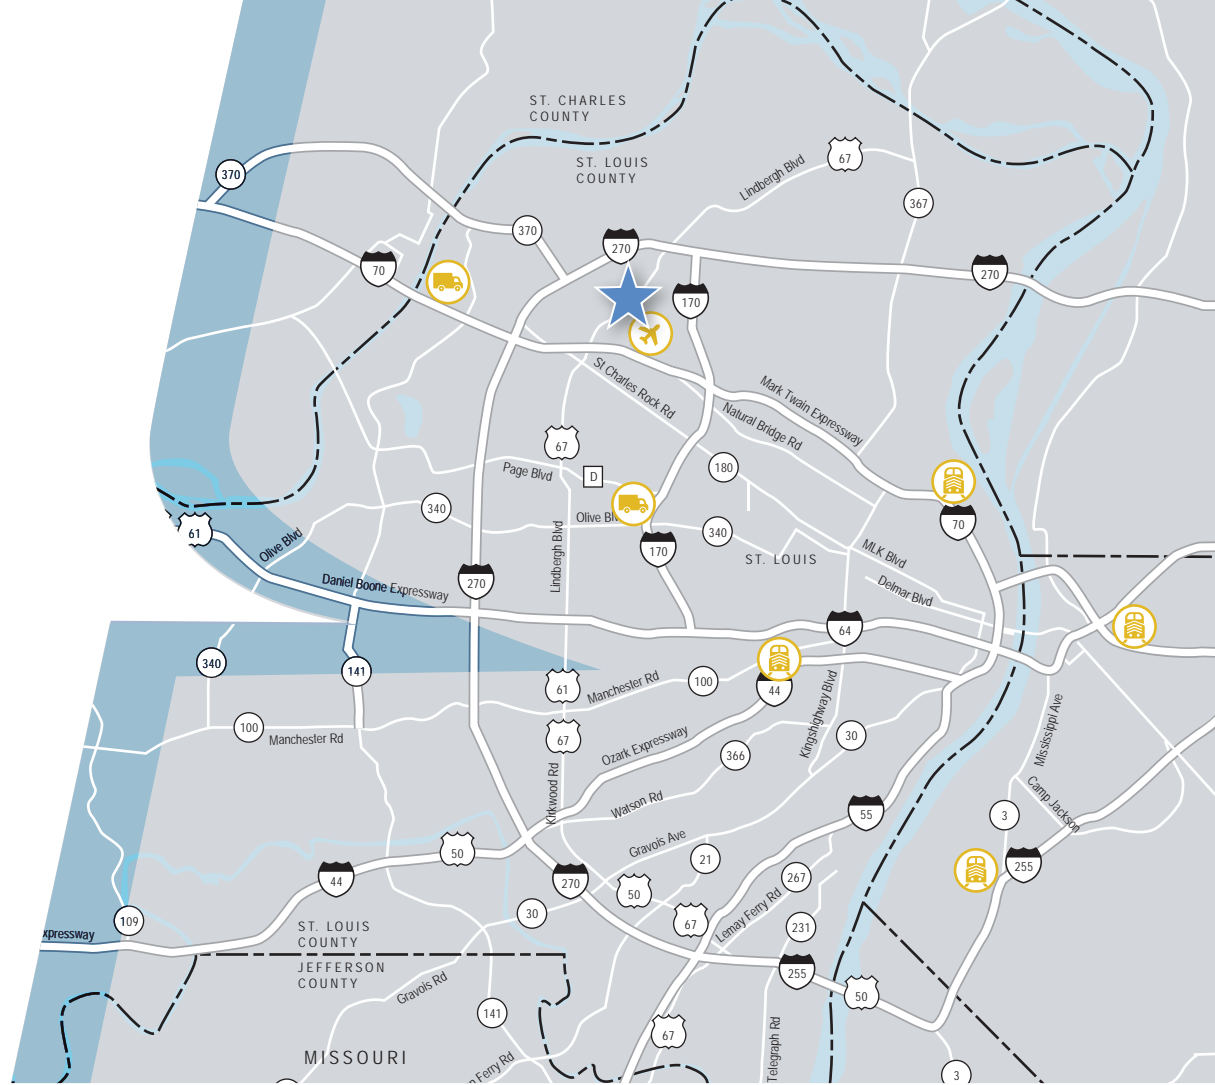 ST. CHARLES
COUNTY
ST. LOUIS
COUNTY
67
Lindbergh Blvd
370
367
370
270
70
270
170
St Charles Rock Rd
Mark Twain Expressway
Natural Bridge Rd
67
Page Blvd
D
180
340
Olive
340
61
Olive Blvd
70
Lindbergh Blvd
170
ST. LOUIS
MLK Blvd
Delmar Blvd
Daniel Boone Expressway
270
64
340
141
61
Manchester Rd
100
44
100
Manchester Rd
67
Ozark Expressway
366
Kingshighway Blvd
30
Mississippi Ave
Kirkwood Rd
Watson Rd
Camp Jackson
55
3
Gravois Ave
50
21
255
44
270
50
267
109
30
67
Lemay Ferry Rd
231
xpressway
ST. LOUIS
COUNTY
JEFFERSON
COUNTY
255
Gravois Rd
50
141
67
Telegraph Rd
MISSOURI
n Ferry Rd
3